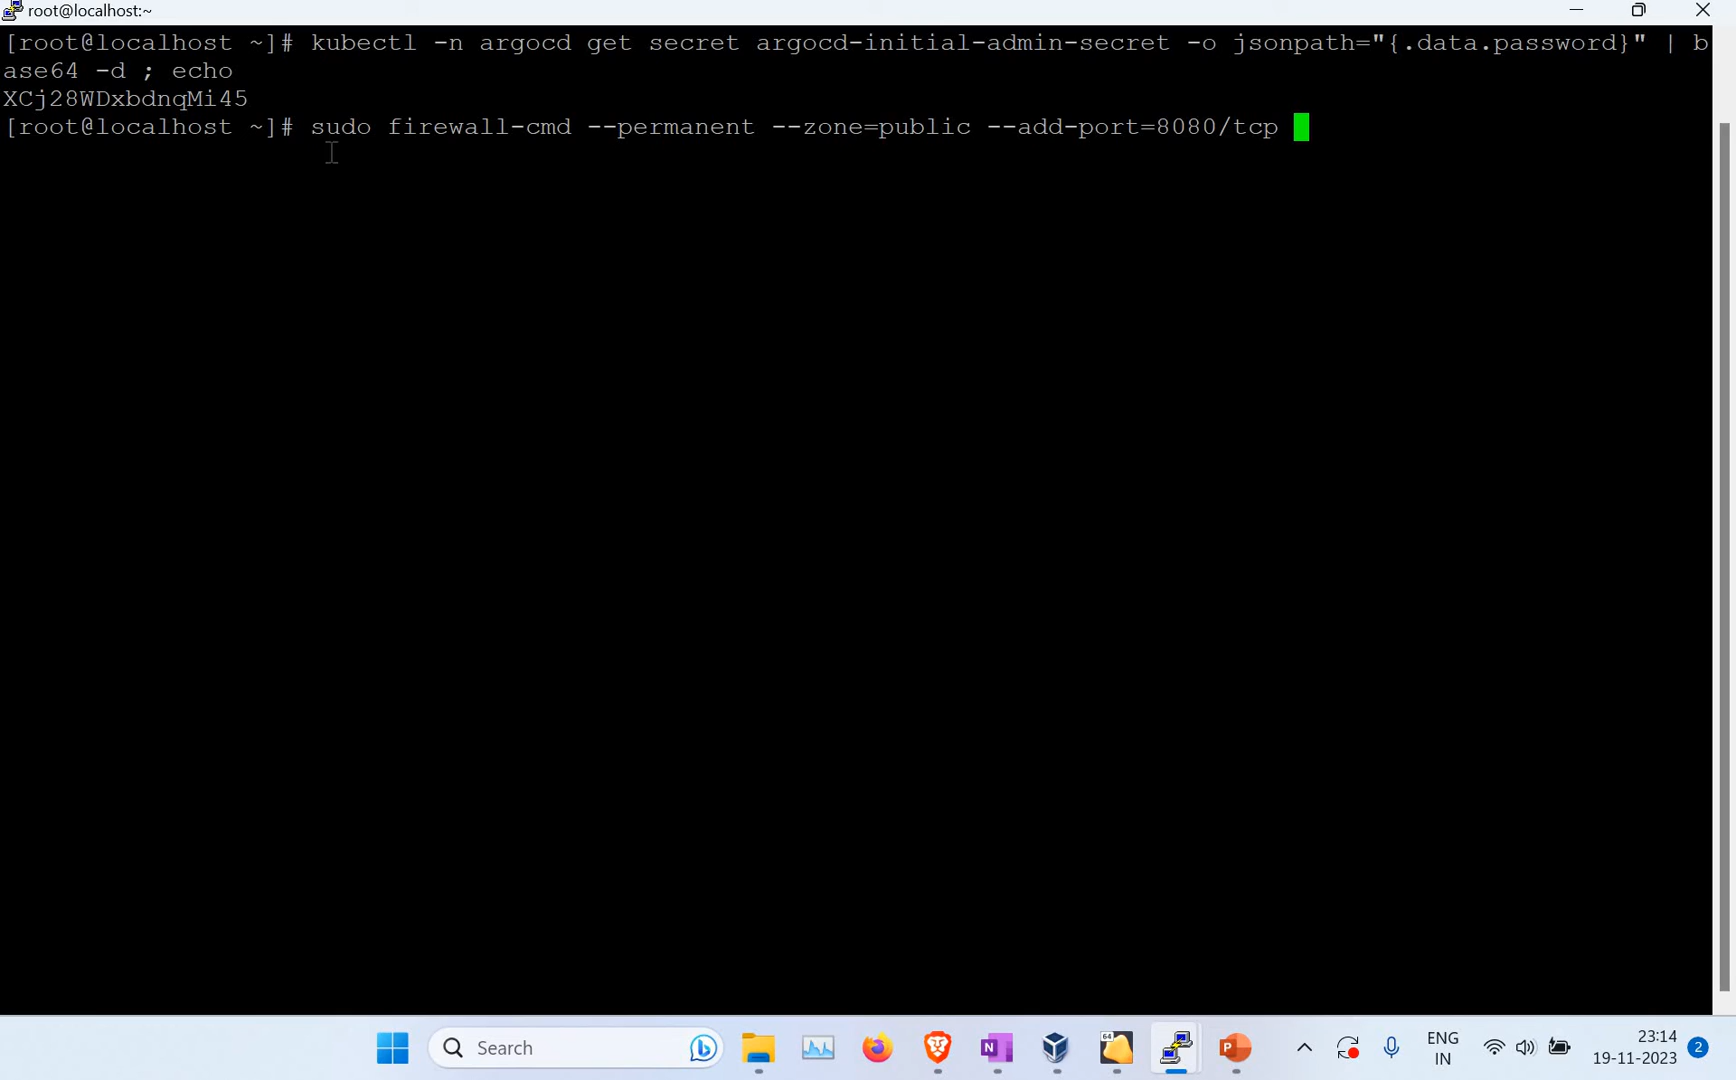 root@localhost:~
[root@localhost ~]# kubectl -n argocd get secret argocd-initial-admin-secret -o jsonpath="{.data.password}" | b
ase64 -d ; echo
XCj28WDxbdnqMi45
[root@localhost ~]# sudo firewall-cmd --permanent --zone=public --add-port=8080/tcp
Search
N
64
P
ENG
IN
23:14
19-11-2023
2